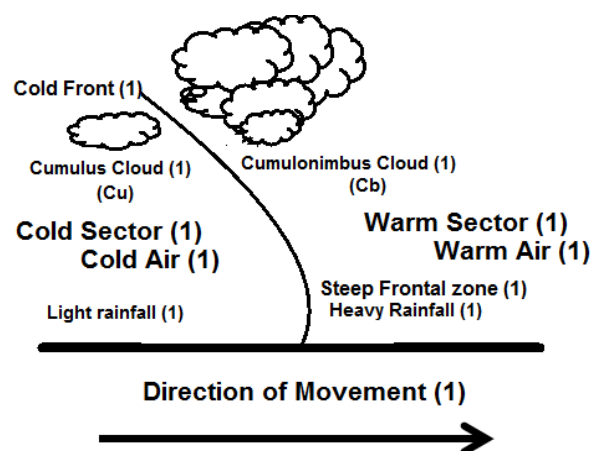 Cold Front (1)
Cumulus Cloud (1)
(Cu)
Cumulonimbus Cloud (1)
(Cb)
Cold Sector (1)
Cold Air (1)
Warm Sector (1)
Warm Air (1)
Light rainfall (1)
Steep Frontal zone (1)
Heavy Rainfall (1)
Direction of Movement (1)